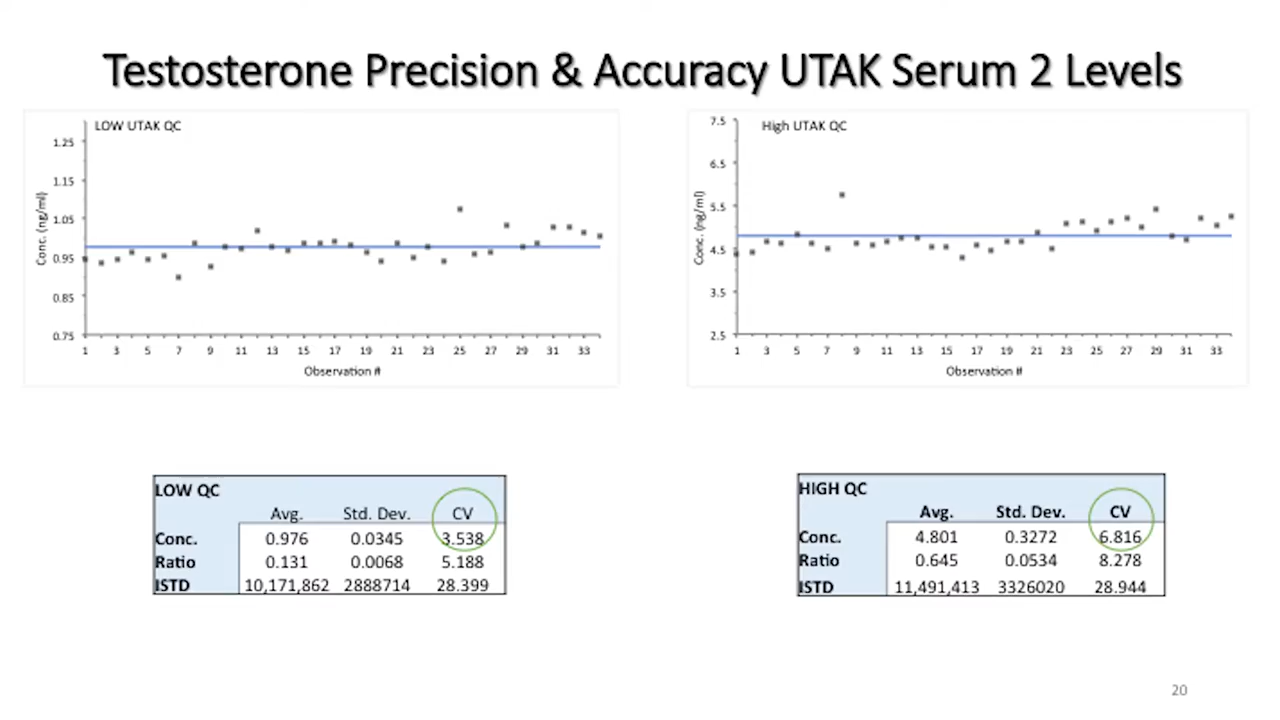 Testosterone Precision & Accuracy UTAK Serum 2 Levels
LOW UTAK QC
1.25
1.15
1.05
0.95
0.85
0.75
Conc. (ng/ml)
1 3 5 7 9 11 13 15 17 19 21 23 25 27 29 31 33
Observation #
High UTAK QC
7.5
6.5
5.5
4.5
3.5
2.5
Conc. (ng/ml)
1 3 5 7 9 11 13 15 17 19 21 23 25 27 29 31 33
Observation #
LOW QC
Avg. Std. Dev. CV
Conc. 0.976 0.0345 3.538
Ratio 0.131 0.0068 5.188
ISTD 10,171,862 2888714 28.399
HIGH QC
Avg. Std. Dev. CV
Conc. 4.801 0.3272 6.816
Ratio 0.645 0.0534 8.278
ISTD 11,491,413 3326020 28.944
20